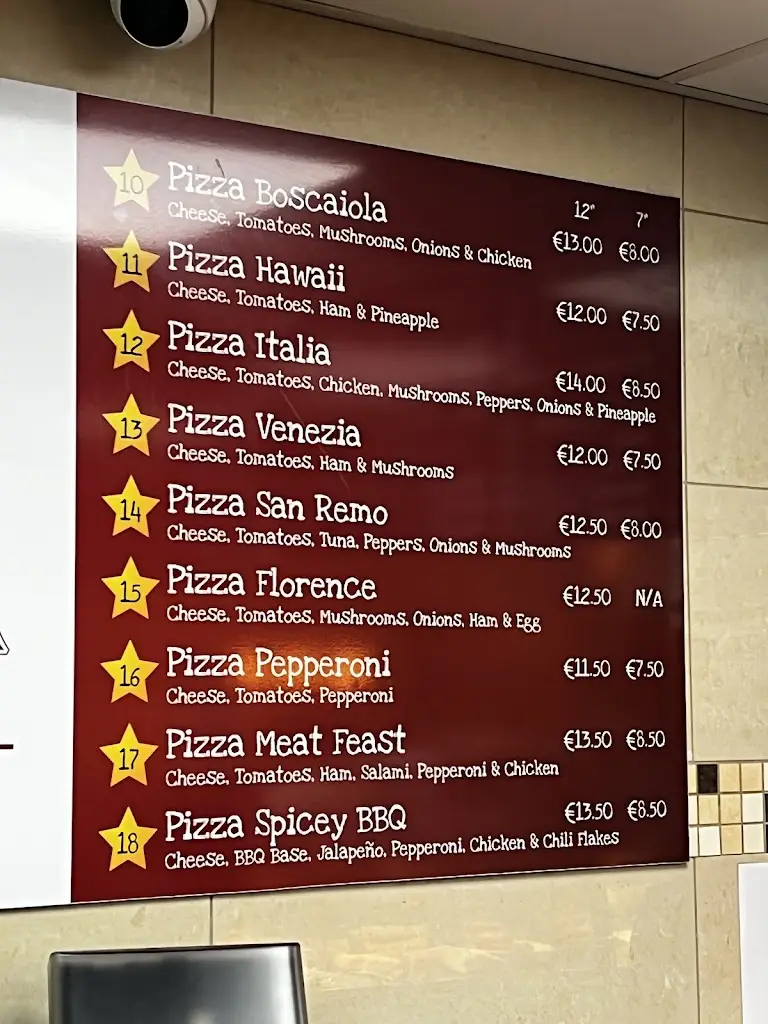 12" 7"
10 Pizza Boscaiola €13.00 €8.00
Cheese, Tomatoes, Mushrooms, Onions & Chicken
11 Pizza Hawaii €12.00 €7.50
Cheese, Tomatoes, Ham & Pineapple
12 Pizza Italia €14.00 €8.50
Cheese, Tomatoes, Chicken, Mushrooms, Peppers, Onions & Pineapple
13 Pizza Venezia €12.00 €7.50
Cheese, Tomatoes, Ham & Mushrooms
14 Pizza San Remo €12.50 €8.00
Cheese, Tomatoes, Tuna, Peppers, Onions & Mushrooms
15 Pizza Florence €12.50 N/A
Cheese, Tomatoes, Mushrooms, Onions, Ham & Egg
16 Pizza Pepperoni €11.50 €7.50
Cheese, Tomatoes, Pepperoni
17 Pizza Meat Feast €13.50 €8.50
Cheese, Tomatoes, Ham, Salami, Pepperoni & Chicken
18 Pizza Spicey BBQ €13.50 €8.50
Cheese, BBQ Base, Jalapeño, Pepperoni, Chicken & Chili Flakes